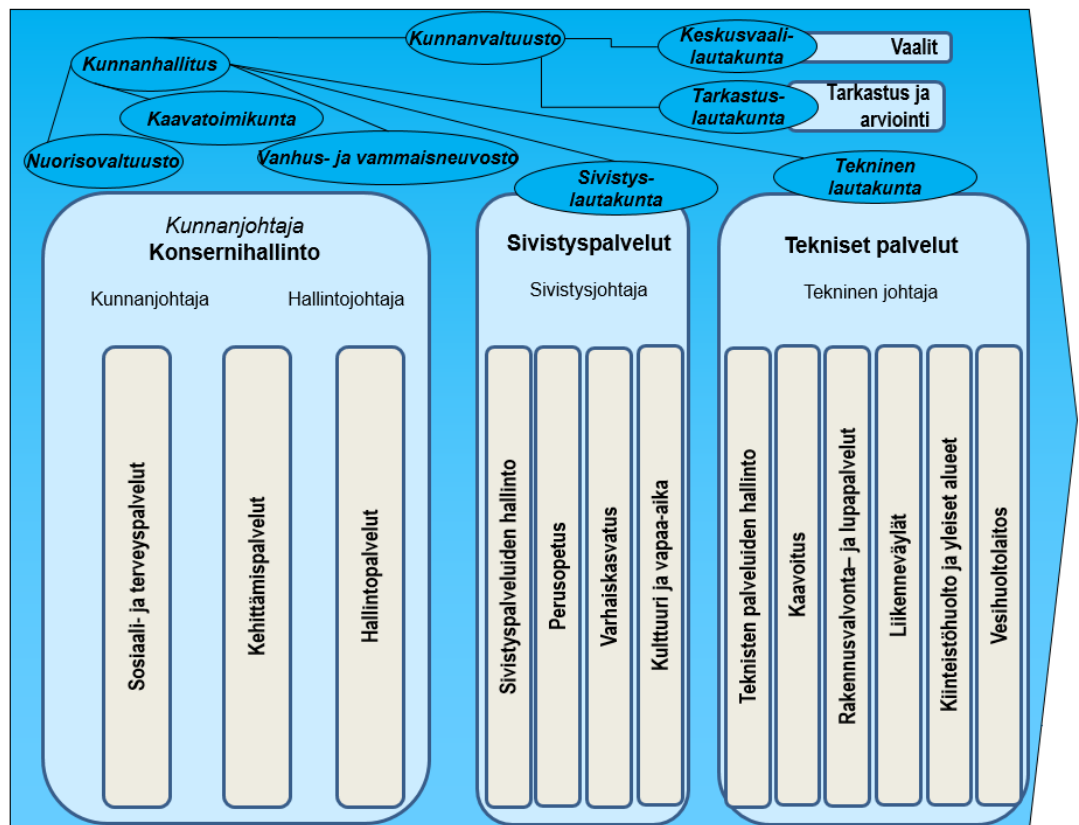 Kunnanvaltuusto
Keskusvaali-
lautakunta
Vaalit
Kunnanhallitus
Tarkastus-
lautakunta
Tarkastus ja
arviointi
Kaavatoimikunta
Nuorisovaltuusto
Vanhus- ja vammaisneuvosto
Sivistys-
lautakunta
Tekninen
lautakunta
Kunnanjohtaja
Konsernihallinto
Kunnanjohtaja
Hallintojohtaja
Sosiaali- ja terveyspalvelut
Kehittämispalvelut
Hallintopalvelut
Sivistyspalvelut
Sivistysjohtaja
Sivistyspalveluiden hallinto
Perusopetus
Varhaiskasvatus
Kulttuuri ja vapaa-aika
Tekniset palvelut
Tekninen johtaja
Teknisten palveluiden hallinto
Kaavoitus
Rakennusvalvonta– ja lupapalvelut
Liikenneväylät
Kiinteistöhuolto ja yleiset alueet
Vesihuoltolaitos